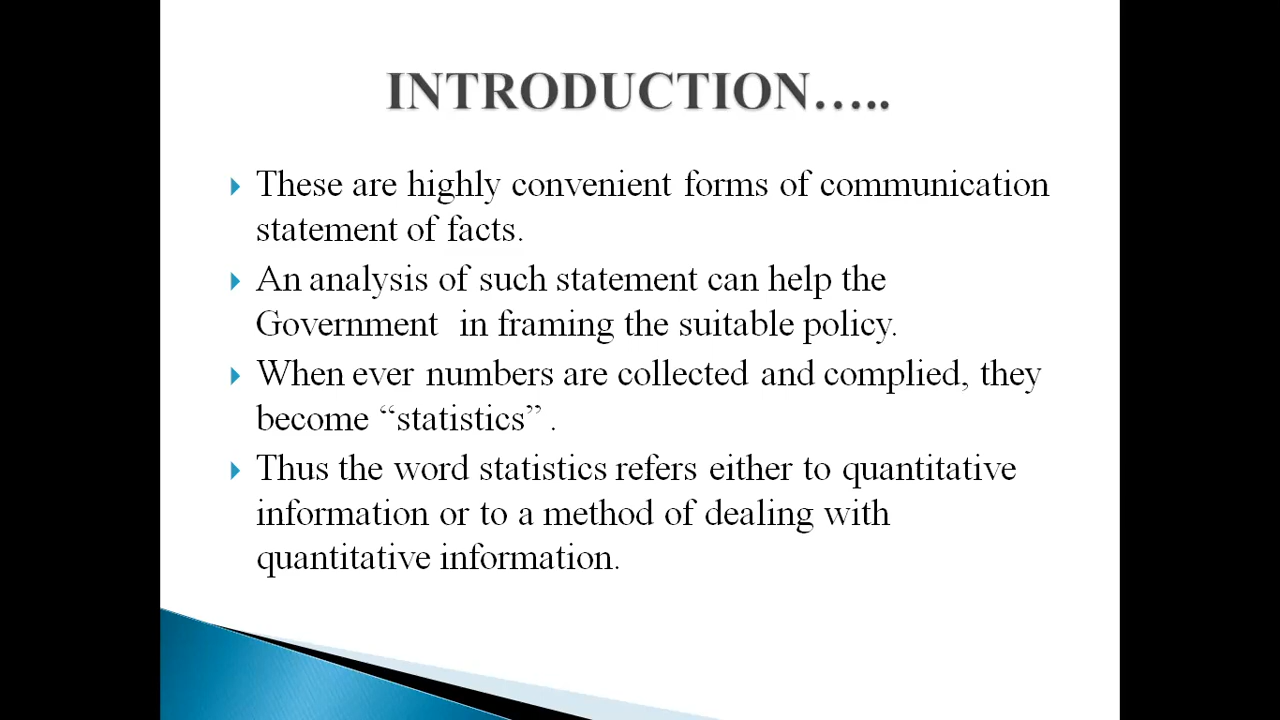 INTRODUCTION…..
These are highly convenient forms of communication
statement of facts.
An analysis of such statement can help the
Government  in framing the suitable policy.
When ever numbers are collected and complied, they
become “statistics” .
Thus the word statistics refers either to quantitative
information or to a method of dealing with
quantitative information.